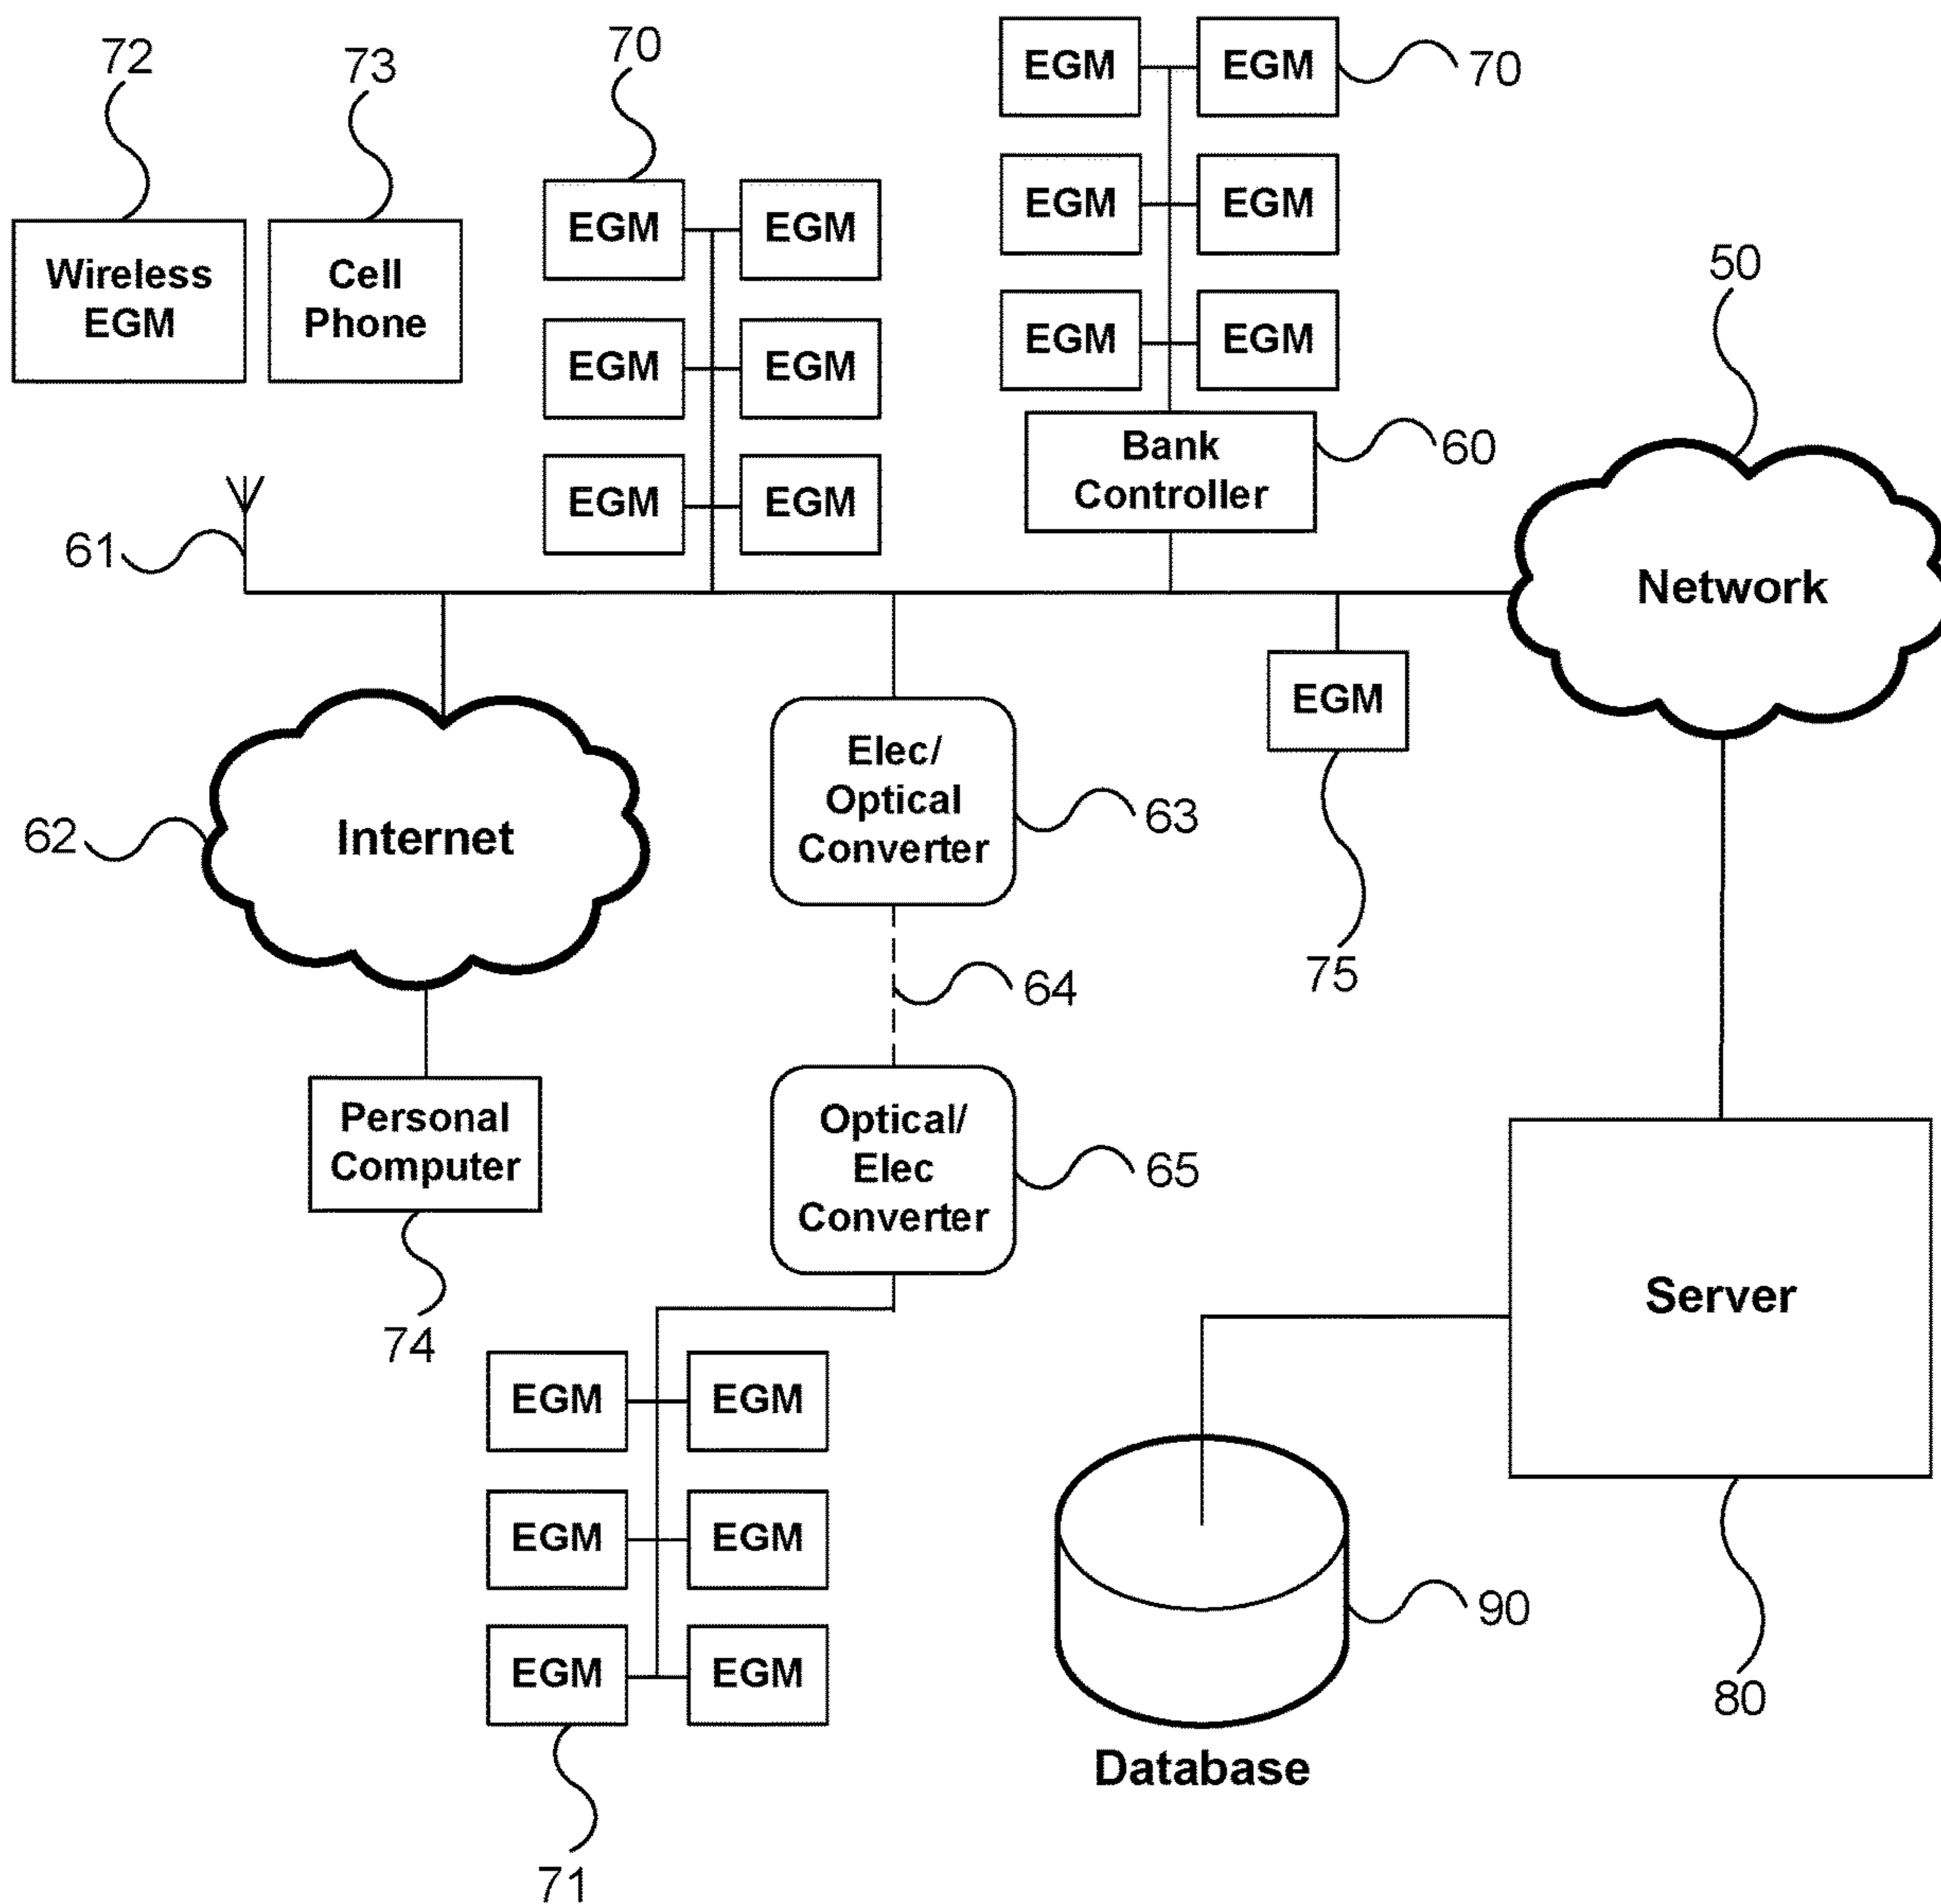 72
73
70
EGM EGM
70
EGM EGM
Wireless
EGM
Cell
Phone
EGM EGM
EGM EGM
EGM EGM
EGM EGM
50
Bank
Controller
60
61
Network
62
Internet
Elec/
Optical
Converter
63
EGM
75
64
Personal
Computer
74
Optical/
Elec
Converter
65
Server
80
EGM EGM
EGM EGM
EGM EGM
71
90
Database